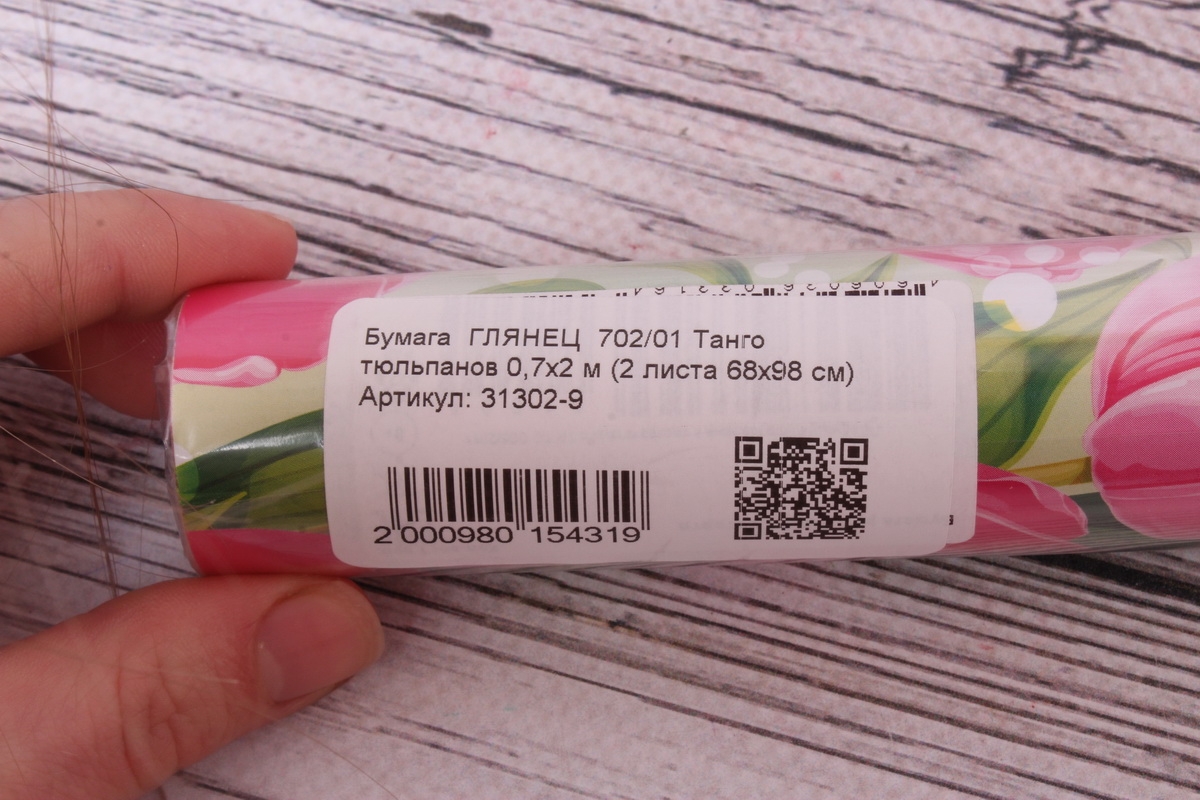 Бумага ГЛЯНЕЦ 702/01 Танго
тюльпанов 0,7х2 м (2 листа 68х98 см)
Артикул: 31302-9
2 000980 154319